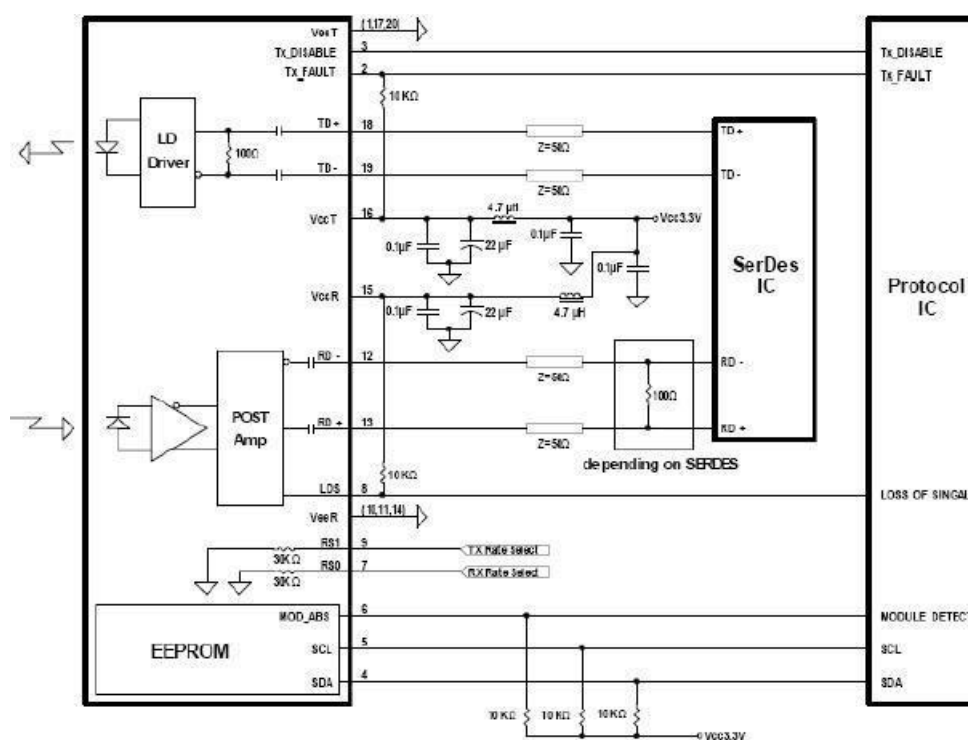 VeeT
(1,17,20)
Tx_DISABLE
3
Tx_DISABLE
Tx_FAULT
2
Tx_FAULT
10 KΩ
LD
Driver
100Ω
TD+
18
Z=50Ω
TD+
TD-
19
Z=50Ω
TD-
4.7 µH
VccT
16
Vcc3.3V
0.1µF
22 µF
0.1µF
0.1µF
SerDes
IC
Protocol
IC
VccR
15
0.1µF
22 µF
4.7 µH
RD -
12
Z=50Ω
RD -
POST
Amp
100Ω
RD +
13
Z=50Ω
RD +
depending on SERDES
10 KΩ
LOS
8
LOSS OF SINGAL
VeeR
(10,11,14)
RS1
9
TX Rate Select
30KΩ
RS0
7
RX Rate Select
30KΩ
EEPROM
MOD_ABS
6
MODULE DETECT
SCL
5
SCL
SDA
4
SDA
10 KΩ
10 KΩ
10 KΩ
Vcc3.3V